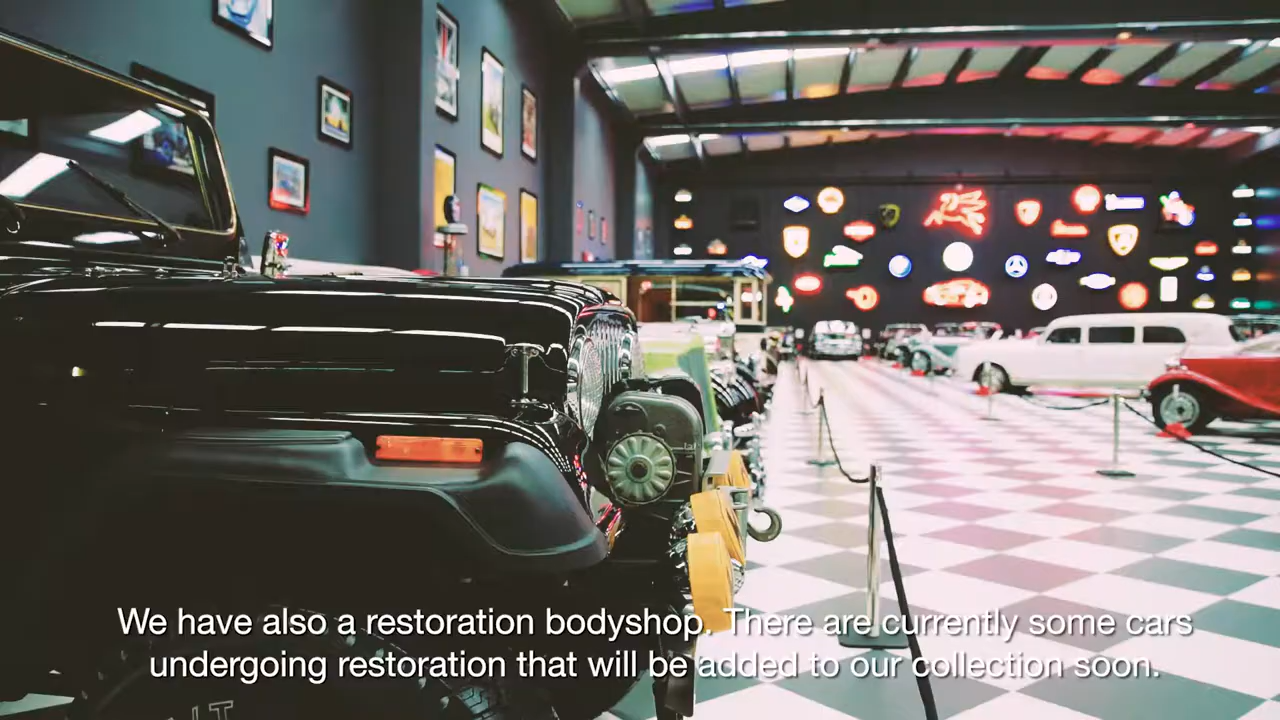 We have also a restoration bodyshop. There are currently some cars
undergoing restoration that will be added to our collection soon.